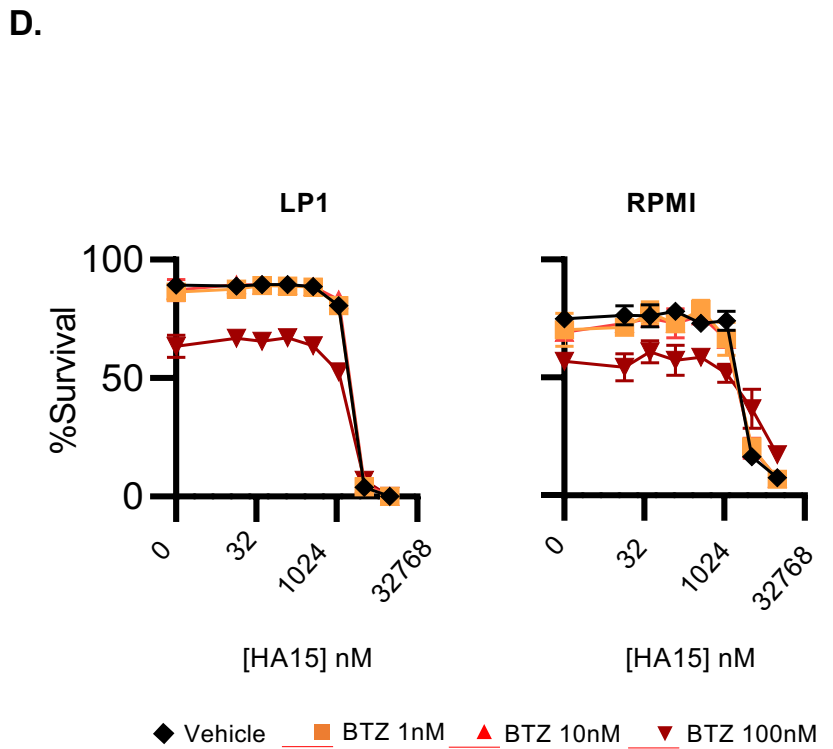 D.
LP1
RPMI
%Survival
100
50
0
0 32 1024 32768
0 32 1024 32768
[HA15] nM
[HA15] nM
Vehicle BTZ 1nM BTZ 10nM BTZ 100nM